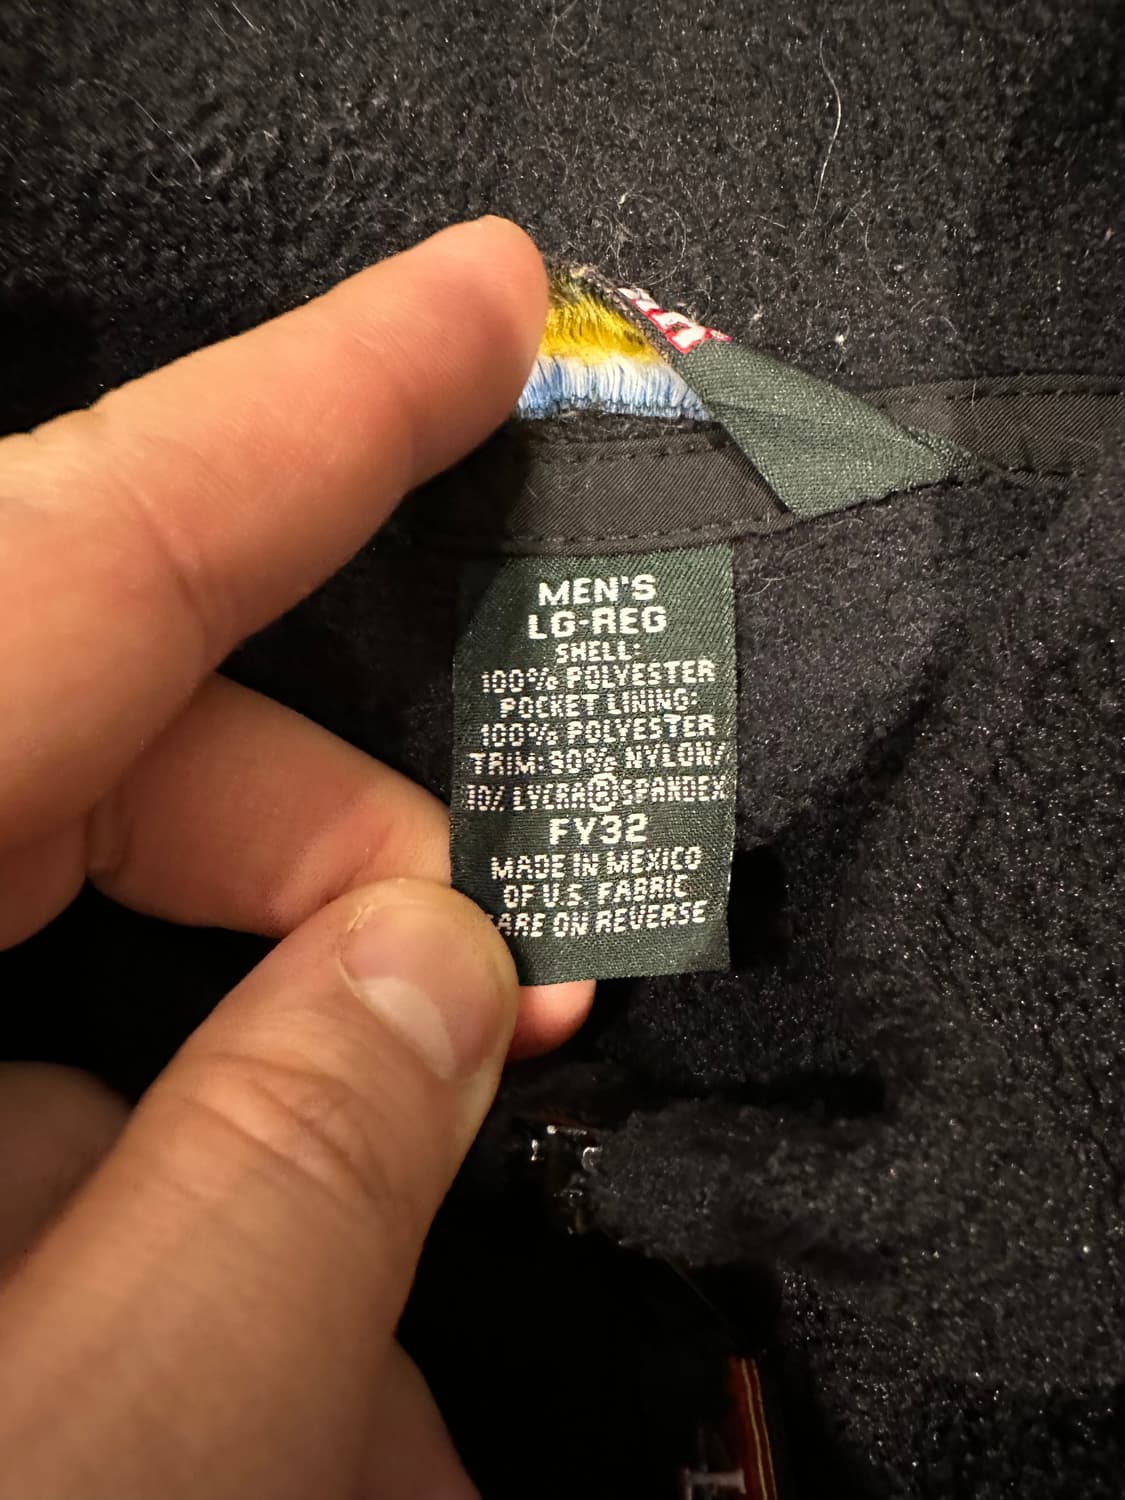 MEN'S
LG-REG
SHELL:
100% POLYESTER
POCKET LINING:
100% POLYESTER
TRIM: 90% NYLON/
10% LYCRA® SPANDEX
FY32
MADE IN MEXICO
OF U.S. FABRIC
CARE ON REVERSE